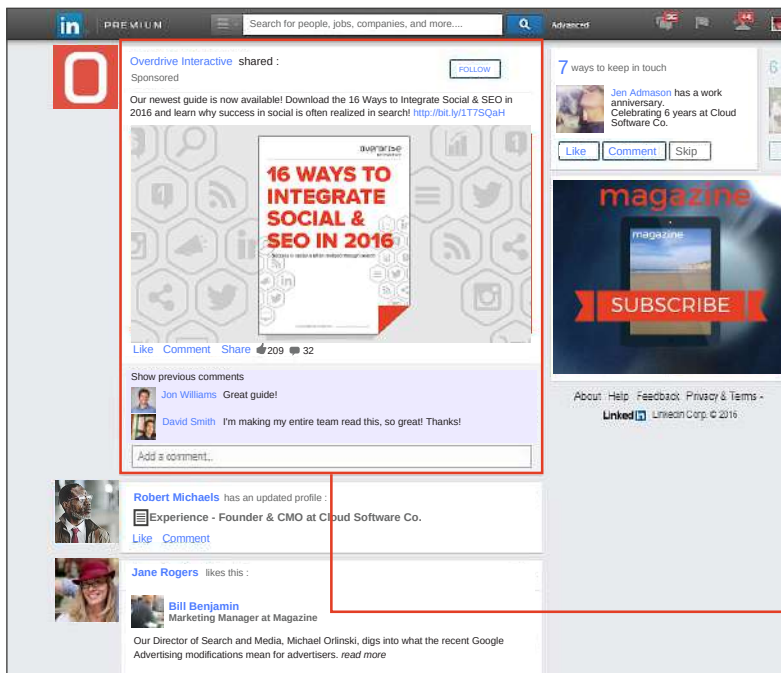 in PREMIUM Search for people, jobs, companies, and more.... Advanced
Overdrive Interactive shared :
Sponsored
FOLLOW
Our newest guide is now available! Download the 16 Ways to Integrate Social & SEO in
2016 and learn why success in social is often realized in search! http://bit.ly/1T7SQaH
overdrive
16 WAYS TO
INTEGRATE
SOCIAL &
SEO IN 2016
Like Comment Share 209 32
Show previous comments
Jon Williams Great guide!
David Smith I'm making my entire team read this, so great! Thanks!
Add a comment...
Robert Michaels has an updated profile :
Experience - Founder & CMO at Cloud Software Co.
Like Comment
Jane Rogers likes this :
Bill Benjamin
Marketing Manager at Magazine
Our Director of Search and Media, Michael Orlinski, digs into what the recent Google
Advertising modifications mean for advertisers. read more
7 ways to keep in touch
6
Jen Admason has a work
anniversary.
Celebrating 6 years at Cloud
Software Co.
Like Comment Skip
magazine
magazine
SUBSCRIBE
About Help Feedback Privacy & Terms -
Linked in LinkedIn Corp. © 2016